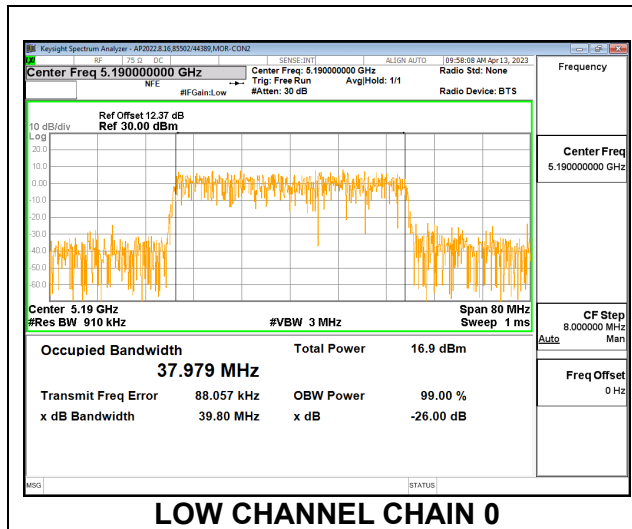 Keysight Spectrum Analyzer - AP2022.8.16,85502/44389,MOR-CON2
LXI RF 75 Ω DC SENSE:INT ALIGN AUTO 09:58:08 AM Apr 13, 2023
Center Freq 5.190000000 GHz
NFE
#IFGain:Low
Center Freq: 5.190000000 GHz
Trig: Free Run Avg|Hold: 1/1
#Atten: 30 dB
Radio Std: None
Radio Device: BTS
Frequency
Ref Offset 12.37 dB
10 dB/div Ref 30.00 dBm
Log
20.0
10.0
0.00
-10.0
-20.0
-30.0
-40.0
-50.0
-60.0
Center 5.19 GHz Span 80 MHz
#Res BW 910 kHz #VBW 3 MHz Sweep 1 ms
Center Freq
5.190000000 GHz
CF Step
8.000000 MHz
Auto Man
Freq Offset
0 Hz
Occupied Bandwidth Total Power 16.9 dBm
37.979 MHz
Transmit Freq Error 88.057 kHz OBW Power 99.00 %
x dB Bandwidth 39.80 MHz x dB -26.00 dB
MSG STATUS
LOW CHANNEL CHAIN 0